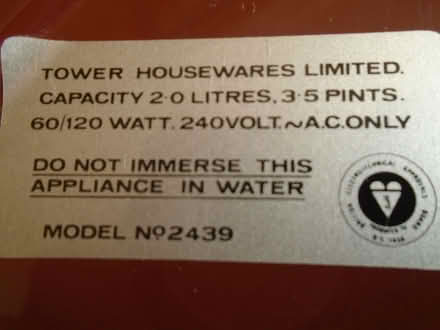 TOWER HOUSEWARES LIMITED.
CAPACITY 2·0 LITRES, 3·5 PINTS.
60/120 WATT. 240VOLT.~A.C.ONLY
DO NOT IMMERSE THIS
APPLIANCE IN WATER
MODEL Nº2439